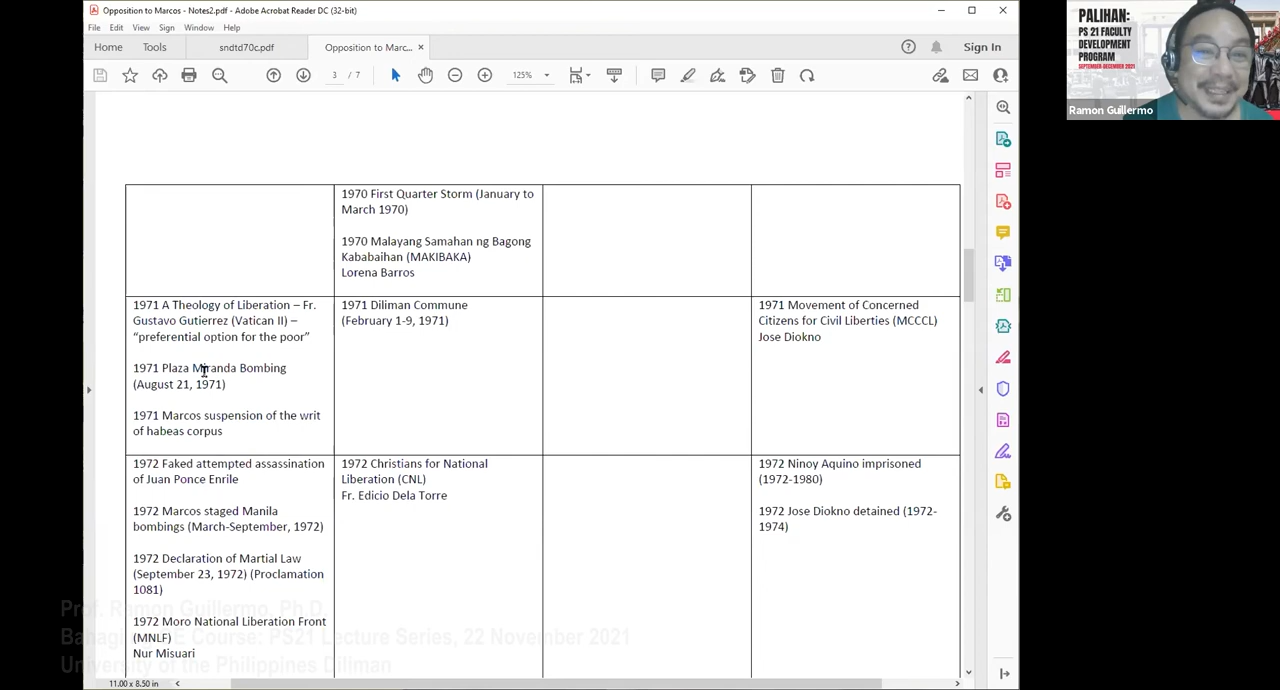 Opposition to Marcos - Notes2.pdf - Adobe Acrobat Reader DC (32-bit)
File Edit View Sign Window Help
Home Tools sndtd70c.pdf Opposition to Marc... × Sign In
3 / 7 125%
1970 First Quarter Storm (January to
March 1970)
1970 Malayang Samahan ng Bagong
Kababaihan (MAKIBAKA)
Lorena Barros
1971 A Theology of Liberation – Fr.
Gustavo Gutierrez (Vatican II) –
“preferential option for the poor”
1971 Plaza Miranda Bombing
(August 21, 1971)
1971 Marcos suspension of the writ
of habeas corpus
1971 Diliman Commune
(February 1-9, 1971)
1971 Movement of Concerned
Citizens for Civil Liberties (MCCCL)
Jose Diokno
1972 Faked attempted assassination
of Juan Ponce Enrile
1972 Marcos staged Manila
bombings (March-September, 1972)
1972 Declaration of Martial Law
(September 23, 1972) (Proclamation
1081)
1972 Moro National Liberation Front
(MNLF)
Nur Misuari
1972 Christians for National
Liberation (CNL)
Fr. Edicio Dela Torre
1972 Ninoy Aquino imprisoned
(1972-1980)
1972 Jose Diokno detained (1972-
1974)
Prof. Ramon Guillermo, Ph.D.
Bahagi ng GE Course: PS21 Lecture Series, 22 November 2021
University of the Philippines Diliman
11.00 x 8.50 in
PALIHAN:
PS 21 FACULTY
DEVELOPMENT
PROGRAM
SEPTEMBER-DECEMBER 2021
Ramon Guillermo